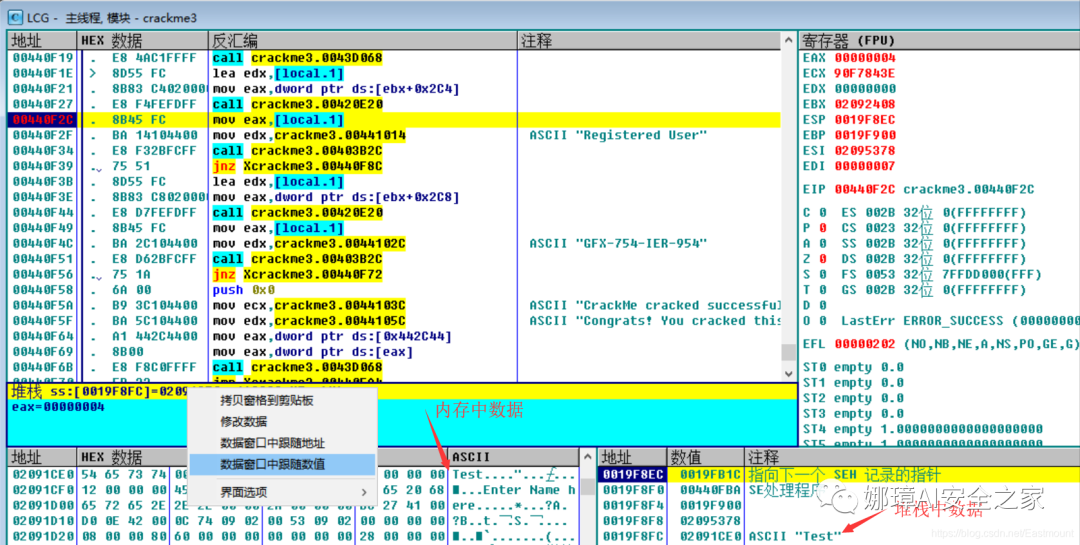 LCG - 主线程, 模块 - crackme3
地址 HEX 数据 反汇编 注释
00440F19 . E8 4AC1FFFF call crackme3.0043D068
00440F1E > 8D55 FC lea edx,[local.1]
00440F21 . 8B83 C4020000 mov eax,dword ptr ds:[ebx+0x2C4]
00440F27 . E8 F4FEFDFF call crackme3.00420E20
00440F2C . 8B45 FC mov eax,[local.1]
00440F2F . BA 14104400 mov edx,crackme3.00441014 ASCII "Registered User"
00440F34 . E8 F32BFCFF call crackme3.00403B2C
00440F39 . 75 51 jnz Xcrackme3.00440F8C
00440F3B . 8D55 FC lea edx,[local.1]
00440F3E . 8B83 C8020000 mov eax,dword ptr ds:[ebx+0x2C8]
00440F44 . E8 D7FEFDFF call crackme3.00420E20
00440F49 . 8B45 FC mov eax,[local.1]
00440F4C . BA 2C104400 mov edx,crackme3.0044102C ASCII "GFX-754-IER-954"
00440F51 . E8 D62BFCFF call crackme3.00403B2C
00440F56 . 75 1A jnz Xcrackme3.00440F72
00440F58 . 6A 00 push 0x0
00440F5A . B9 3C104400 mov ecx,crackme3.0044103C ASCII "CrackMe cracked successful
00440F5F . BA 5C104400 mov edx,crackme3.0044105C ASCII "Congrats! You cracked this
00440F64 . A1 442C4400 mov eax,dword ptr ds:[0x442C44]
00440F69 . 8B00 mov eax,dword ptr ds:[eax]
00440F6B . E8 F8C0FFFF call crackme3.0043D068
寄存器 (FPU)
EAX 00000004
ECX 90F7843E
EDX 00000000
EBX 02092408
ESP 0019F8EC
EBP 0019F900
ESI 02095378
EDI 00000007
EIP 00440F2C crackme3.00440F2C
C 0 ES 002B 32位 0(FFFFFFFF)
P 0 CS 0023 32位 0(FFFFFFFF)
A 0 SS 002B 32位 0(FFFFFFFF)
Z 0 DS 002B 32位 0(FFFFFFFF)
S 0 FS 0053 32位 7FFDD000(FFF)
T 0 GS 002B 32位 0(FFFFFFFF)
D 0
O 0 LastErr ERROR_SUCCESS (00000000
EFL 00000202 (NO,NB,NE,A,NS,PO,GE,G)
ST0 empty 0.0
ST1 empty 0.0
ST2 empty 0.0
ST3 empty 0.0
ST4 empty 1.0000000000000000000
堆栈 ss:[0019F8FC]=0209
eax=00000004
拷贝窗格到剪贴板
修改数据
数据窗口中跟随地址
数据窗口中跟随数值
界面选项
内存中数据
地址 HEX 数据 ASCII
02091CE0 54 65 73 74 00 00 00 00 Test....
02091CF0 12 00 00 00 45 65 20 68 ...Enter Name h
02091D00 65 72 65 2E 27 41 00 ere.
02091D10 D0 0E 42 00 0C 74 09 02 00 53 09 02 00 00 00 00
02091D20 08 00 00 80 60 00 00 00 00 00 00 00 28 00 00 00
地址 数值 注释
0019F8EC 0019FB1C 指向下一个 SEH 记录的指针
0019F8F0 00440FBA SE处理程序
0019F8F4 0019F900
0019F8F8 02095378
0019F8FC 02091CE0 ASCII "Test"
堆栈中数据
娜璋AI安全之家
https://blog.csdn.net/Eastmount